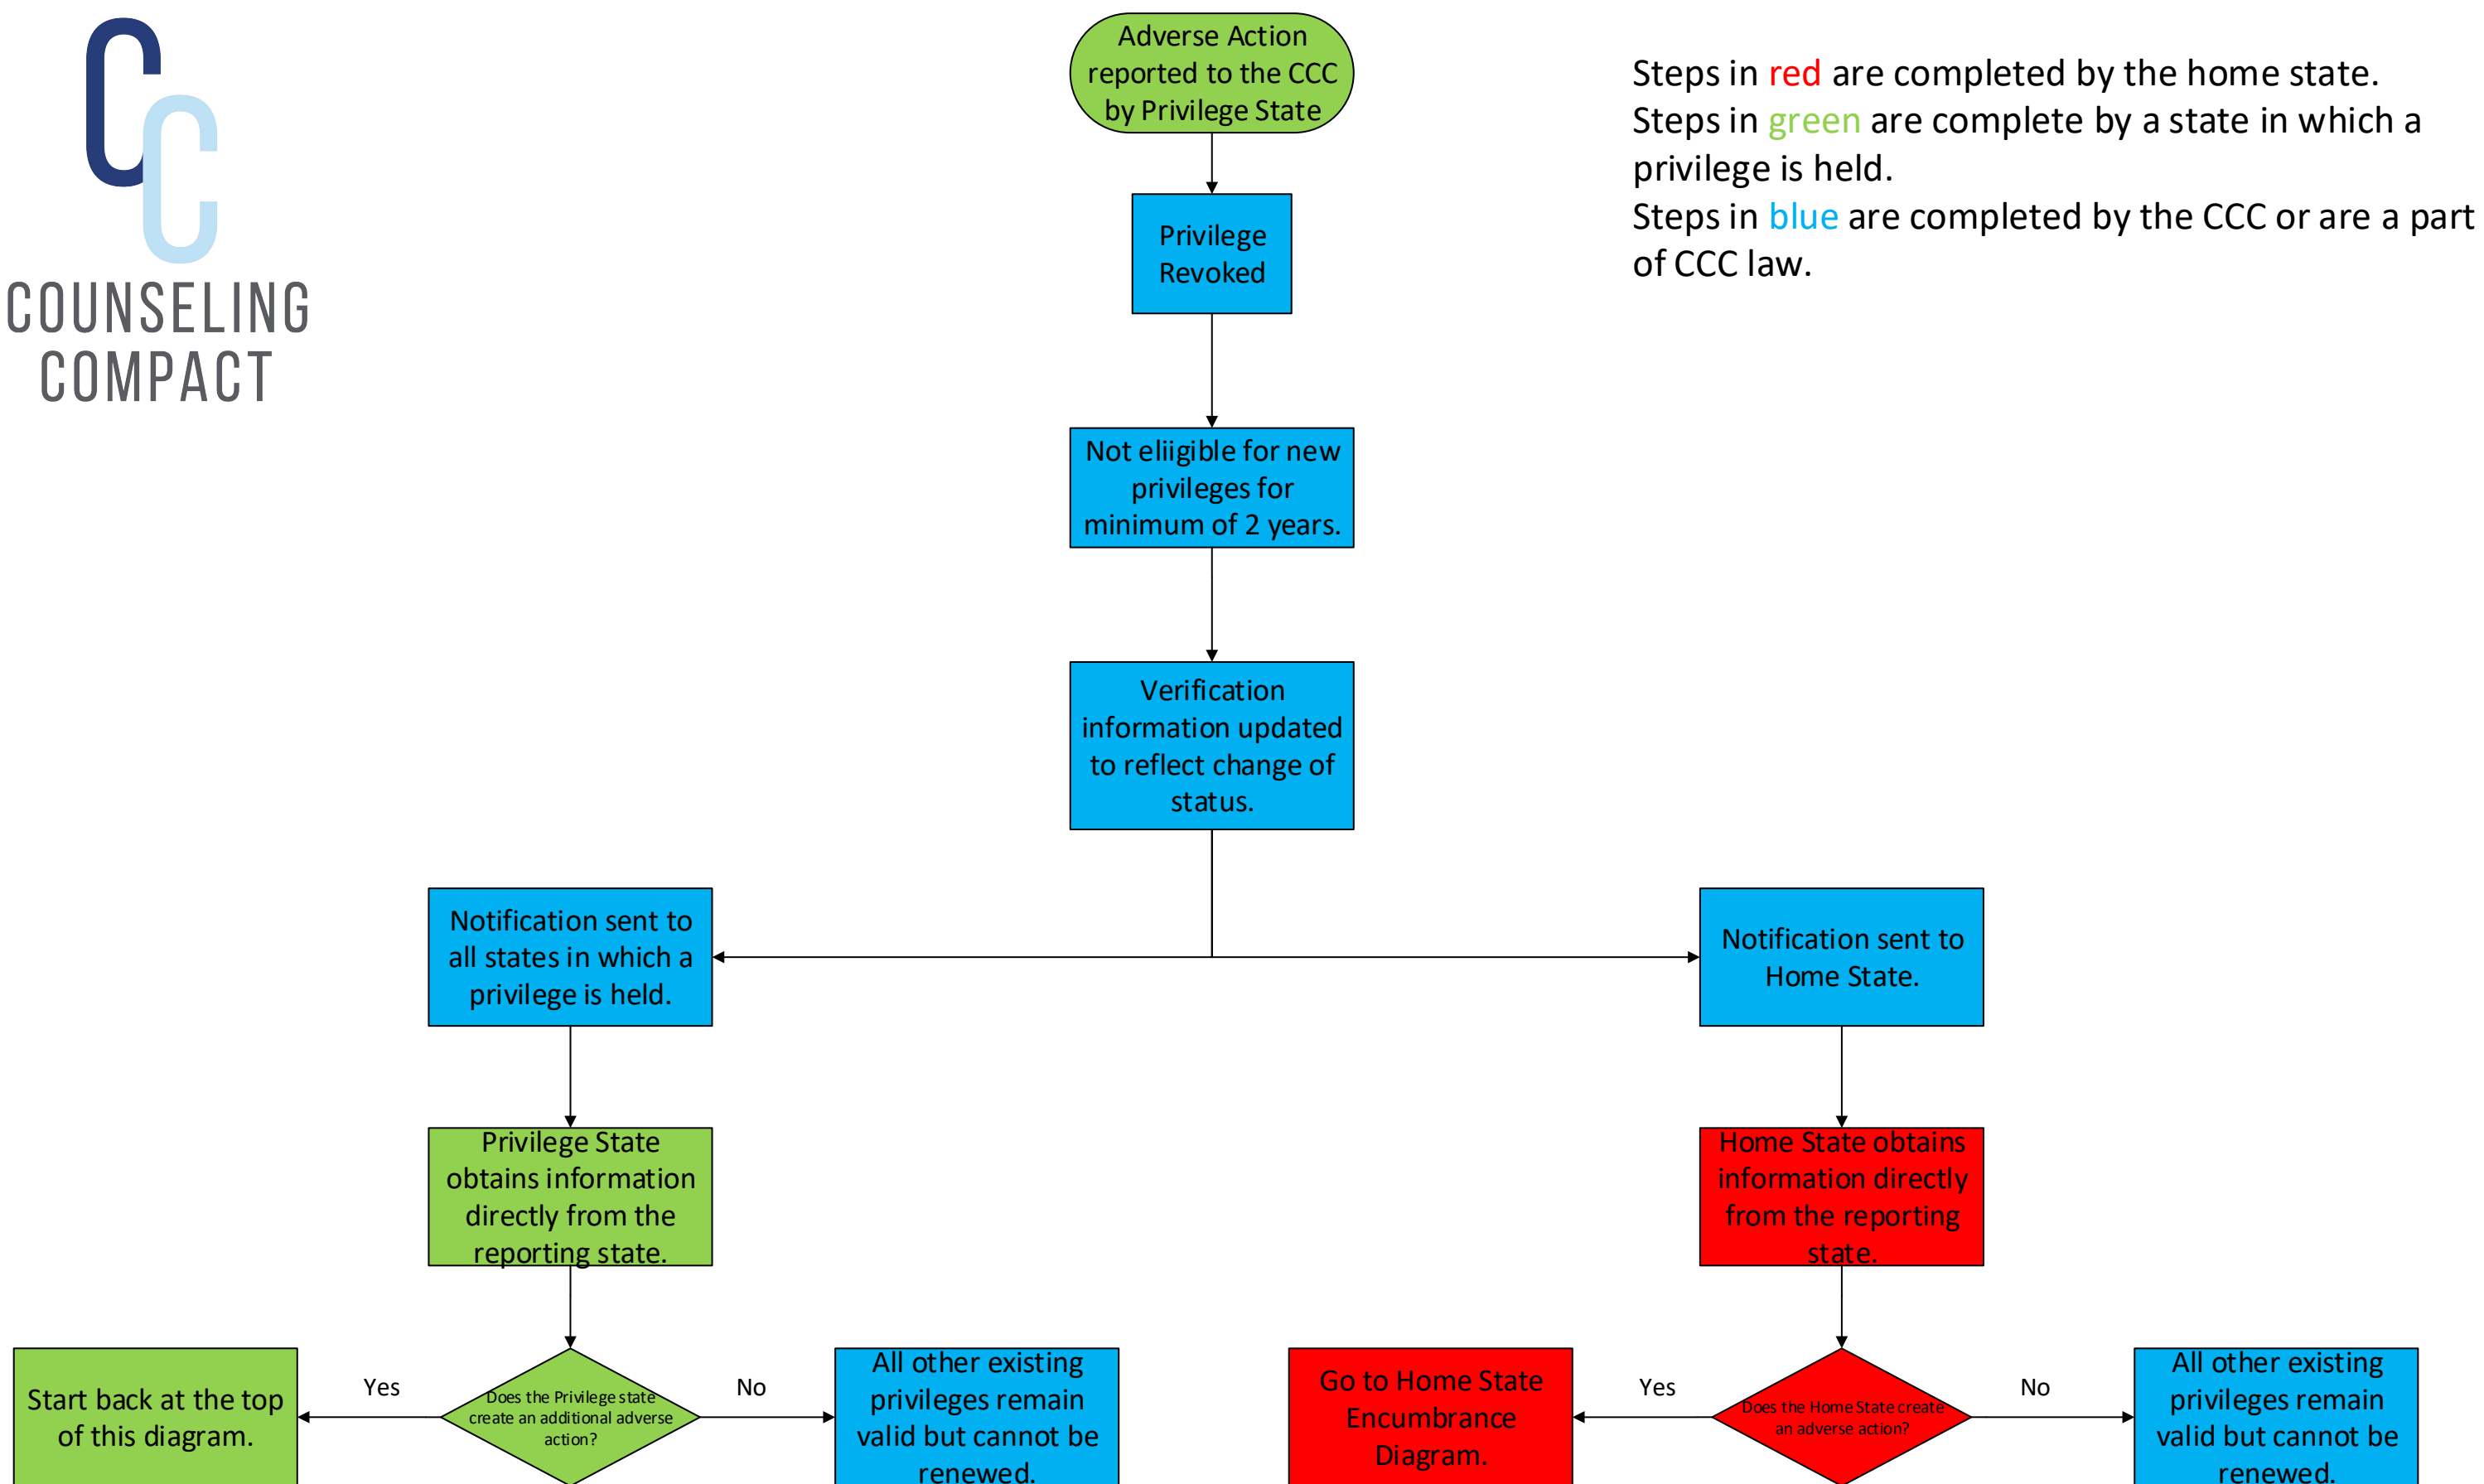 COUNSELING
COMPACT
Adverse Action
reported to the CCC
by Privilege State
Steps in red are completed by the home state.
Steps in green are complete by a state in which a
privilege is held.
Steps in blue are completed by the CCC or are a part
of CCC law.
Privilege
Revoked
Not eliigible for new
privileges for
minimum of 2 years.
Verification
information updated
to reflect change of
status.
Notification sent to
all states in which a
privilege is held.
Notification sent to
Home State.
Privilege State
obtains information
directly from the
reporting state.
Home State obtains
information directly
from the reporting
state.
Start back at the top
of this diagram.
Yes
Does the Privilege state
create an additional adverse
action?
No
All other existing
privileges remain
valid but cannot be
renewed.
Go to Home State
Encumbrance
Diagram.
Yes
Does the Home State create
an adverse action?
No
All other existing
privileges remain
valid but cannot be
renewed.